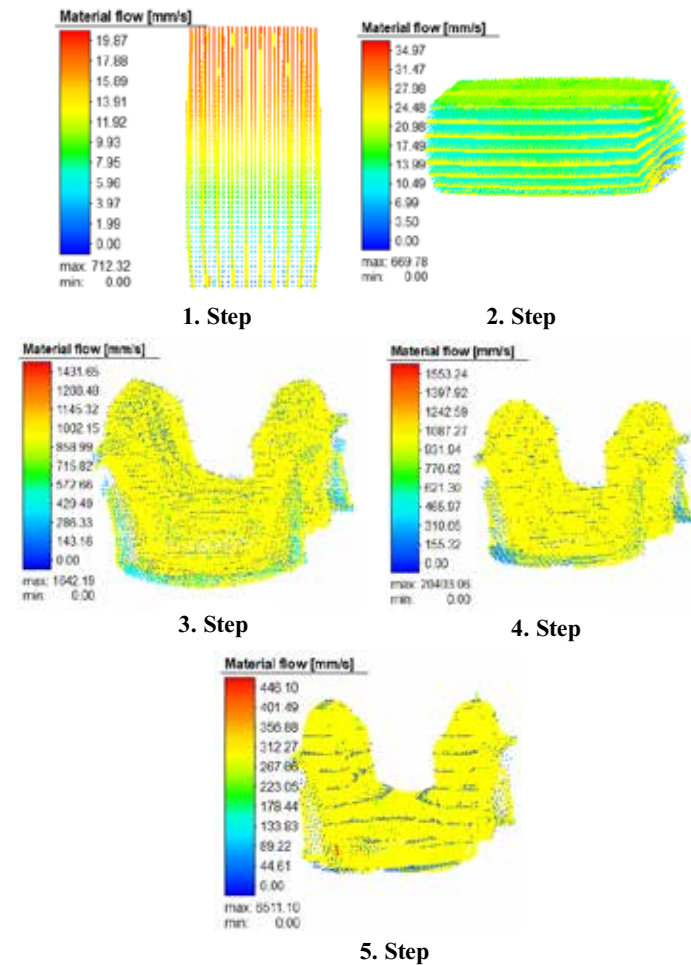 Material flow [mm/s]
19.87
17.88
15.89
13.91
11.92
9.93
7.95
5.96
3.97
1.99
0.00
max: 712.32
min: 0.00
1. Step
Material flow [mm/s]
34.97
31.47
27.98
24.48
20.98
17.49
13.99
10.49
6.99
3.50
0.00
max: 669.78
min: 0.00
2. Step
Material flow [mm/s]
1431.65
1288.48
1145.32
1002.15
858.99
715.82
572.66
429.49
286.33
143.16
0.00
max:
min: 0.00
3. Step
Material flow [mm/s]
1553.24
1397.92
1242.59
1087.27
931.94
776.62
621.30
465.97
310.65
155.32
0.00
max: 20403.06
min: 0.00
4. Step
Material flow [mm/s]
446.10
401.49
356.88
312.27
267.66
223.05
178.44
133.83
89.22
44.61
0.00
max:
min: 0.00
5. Step